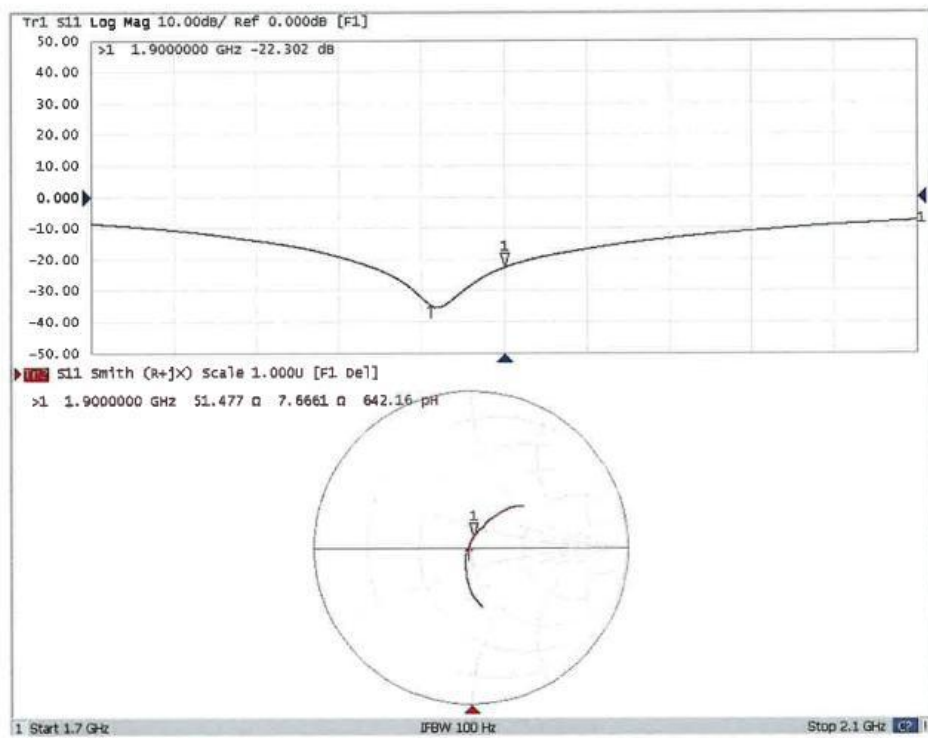 Tr1 S11 Log Mag 10.00dB/ Ref 0.000dB [F1]
50.00
>1 1.9000000 GHz -22.302 dB
40.00
30.00
20.00
10.00
0.000
-10.00
1
1
-20.00
-30.00
-40.00
-50.00
Tr2 S11 Smith (R+jX) Scale 1.000U [F1 Del]
>1 1.9000000 GHz 51.477 Ω 7.6661 Ω 642.16 pH
1
1 Start 1.7 GHz IFBW 100 Hz Stop 2.1 GHz C?